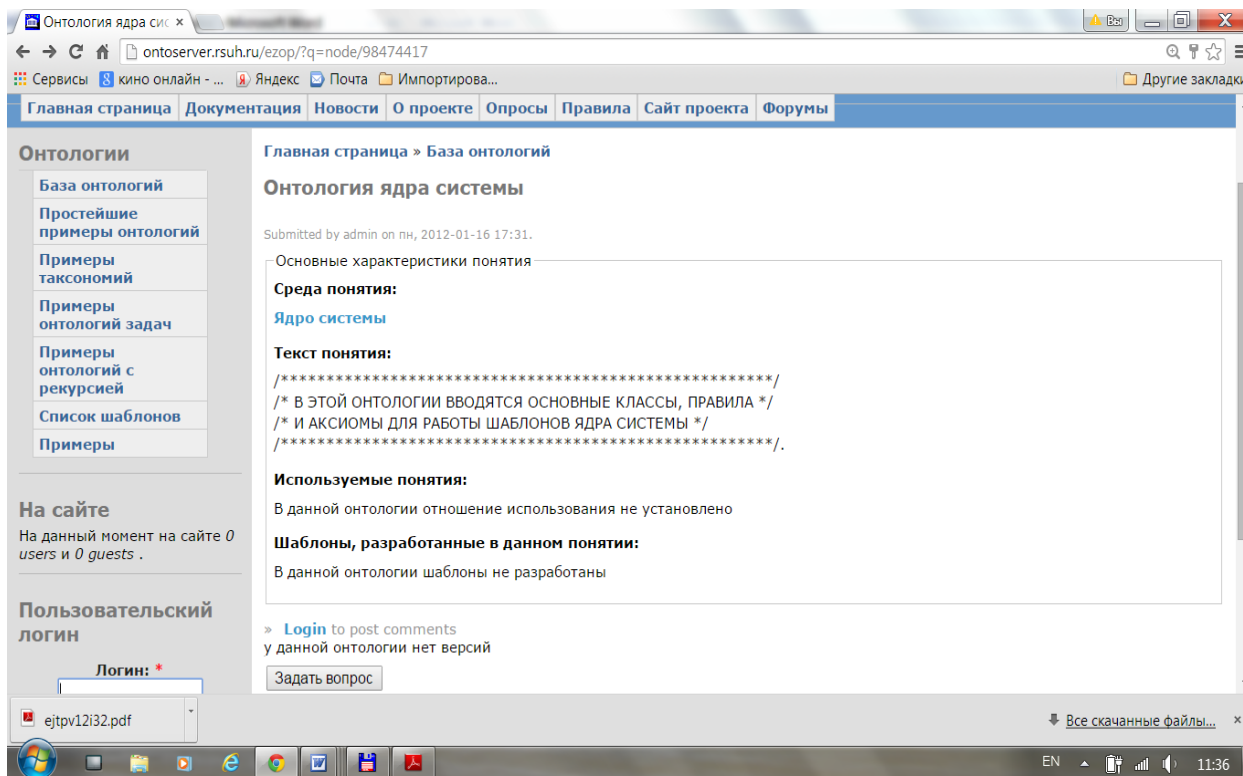 Онтология ядра сис
Вы
ontoserver.rsuh.ru/ezop/?q=node/98474417
Сервисы кино онлайн - ... Яндекс Почта Импортирова... Другие закладки
Главная страница Документация Новости О проекте Опросы Правила Сайт проекта Форумы
Онтологии
База онтологий
Простейшие
примеры онтологий
Примеры
таксономий
Примеры
онтологий задач
Примеры
онтологий с
рекурсией
Список шаблонов
Примеры
На сайте
На данный момент на сайте 0
users и 0 guests .
Пользовательский
логин
Логин: *
Главная страница » База онтологий
Онтология ядра системы
Submitted by admin on пн, 2012-01-16 17:31.
Основные характеристики понятия
Среда понятия:
Ядро системы
Текст понятия:
/******************************************************/
/* В ЭТОЙ ОНТОЛОГИИ ВВОДЯТСЯ ОСНОВНЫЕ КЛАССЫ, ПРАВИЛА */
/* И АКСИОМЫ ДЛЯ РАБОТЫ ШАБЛОНОВ ЯДРА СИСТЕМЫ */
/******************************************************/.
Используемые понятия:
В данной онтологии отношение использования не установлено
Шаблоны, разработанные в данном понятии:
В данной онтологии шаблоны не разработаны
» Login to post comments
у данной онтологии нет версий
Задать вопрос
ejtpv12i32.pdf
Все скачанные файлы...
EN 11:36